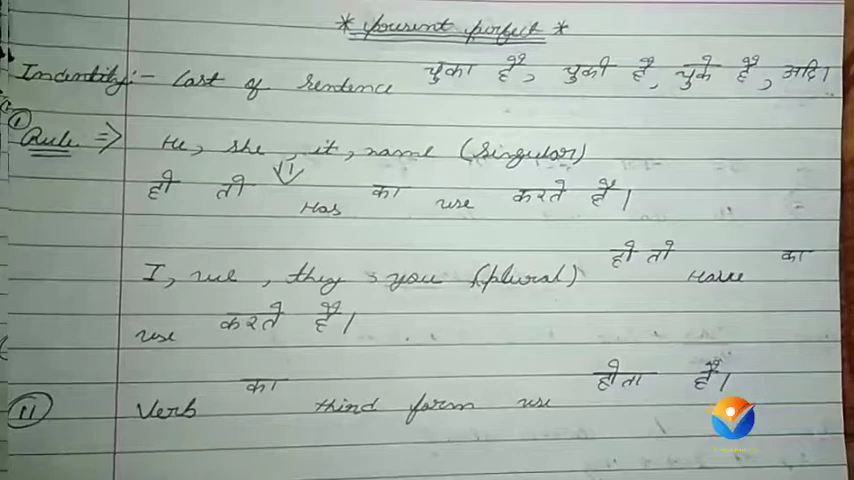 * Present perfect *
Indentity:- Last of sentence चुका है, चुकी है, चुके हैं, आदि।
① Rule => He, she, it, name (singular)
हो तो Has का use करते हैं।
I, we, they, you (plural) हो तो Have का
use करते हैं।
② Verb का third form use होता है।